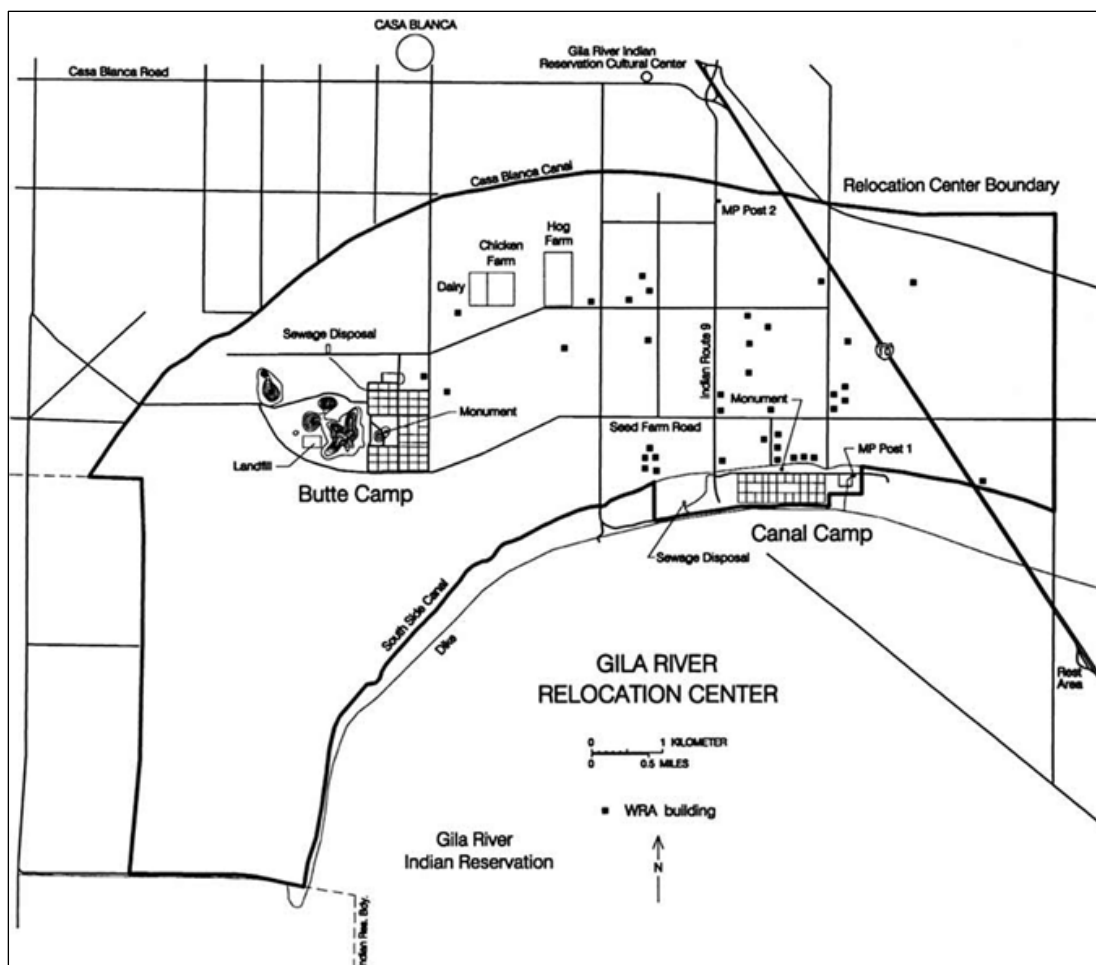 CASA BLANCA
Gila River Indian
Reservation Cultural Center
Casa Blanca Road
Casa Blanca Canal
Relocation Center Boundary
MP Post 2
Hog
Farm
Chicken
Farm
Dairy
Sewage Disposal
Indian Route 9
10
Monument
Monument
Seed Farm Road
MP Post 1
Landfill
Butte Camp
Canal Camp
Sewage Disposal
South Side Canal
Dike
GILA RIVER
RELOCATION CENTER
Rest
Area
0 1 KILOMETER
0 0.5 MILES
WRA building
Gila River
Indian Reservation
N
Indian Res. Bdy.